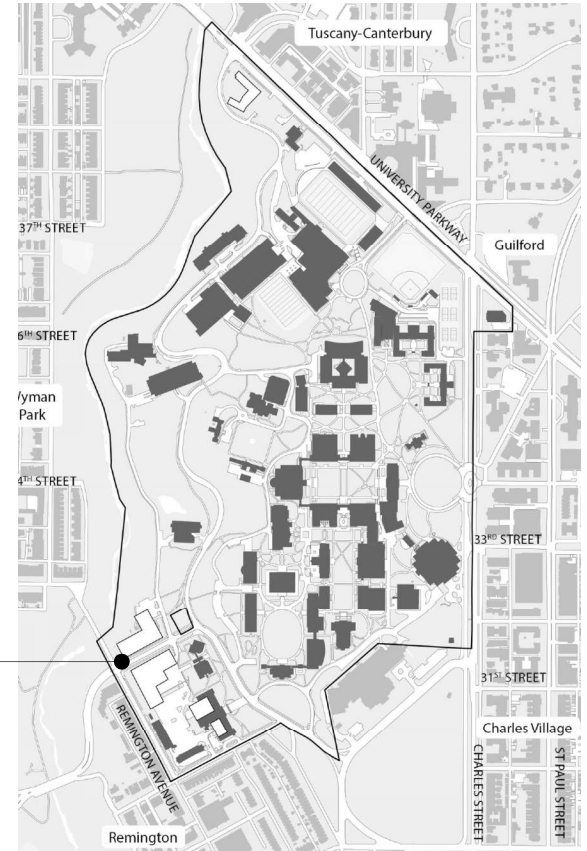 Tuscany-Canterbury
UNIVERSITY PARKWAY
37TH STREET
Guilford
6TH STREET
Wyman
Park
4TH STREET
33RD STREET
31ST STREET
REMINGTON AVENUE
Charles Village
CHARLES STREET
ST PAUL STREET
Remington